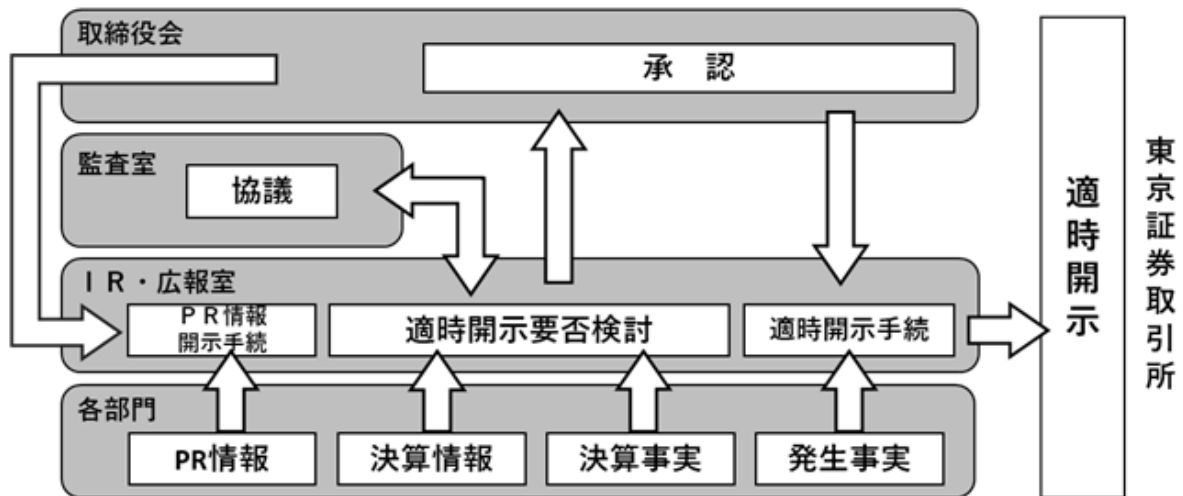 取締役会
承　認
監査室
協議
ＩＲ・広報室
ＰＲ情報
開示手続
適時開示要否検討
適時開示手続
各部門
PR情報
決算情報
決算事実
発生事実
適時開示
東京証券取引所